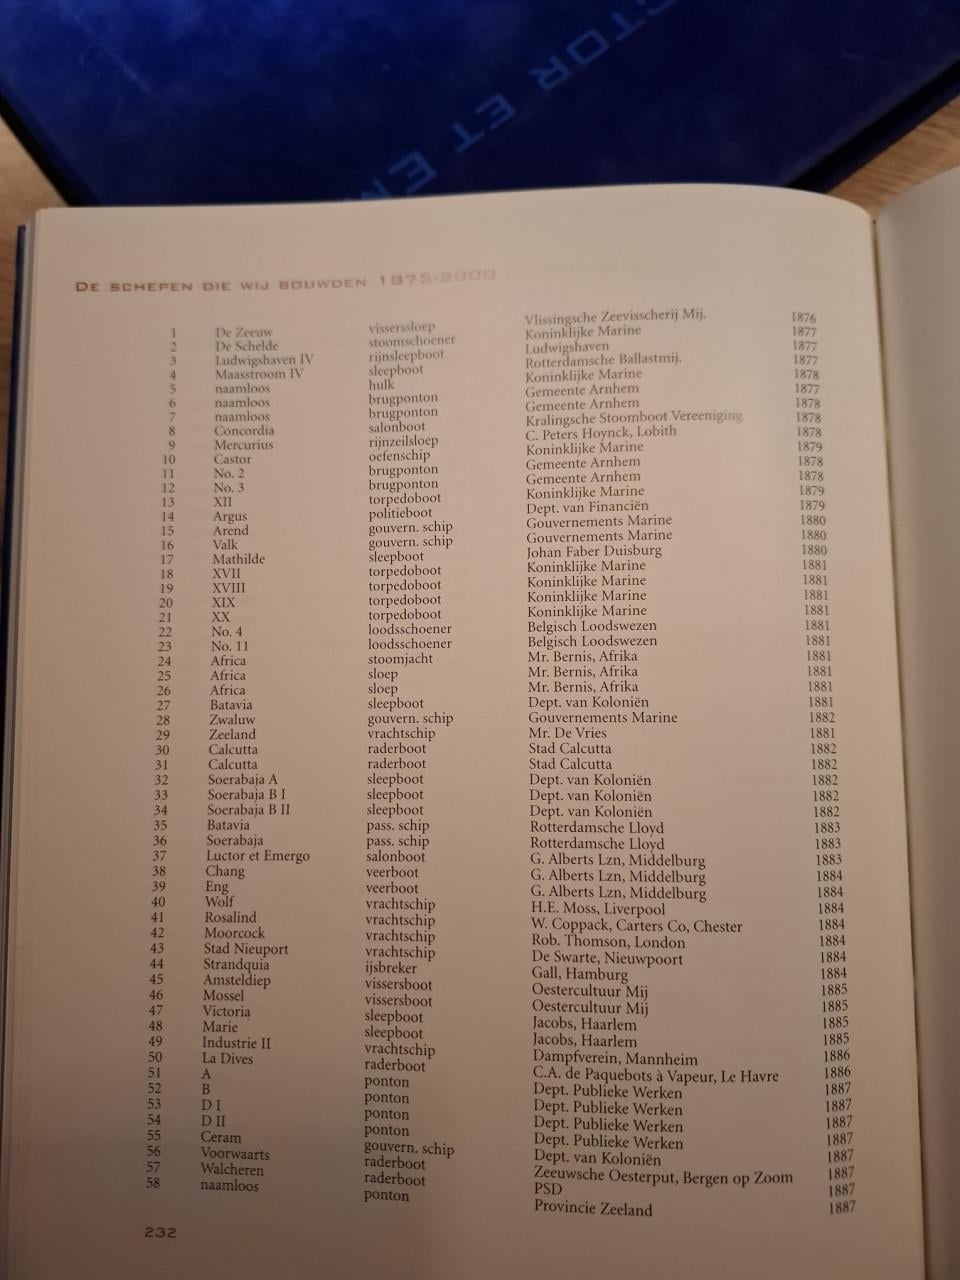 CTOR ET EM
DE SCHEPEN DIE WIJ BOUWDEN 1875-2000
1 De Zeeuw visserssloep Vlissingsche Zeevisscherij Mij. 1876
2 De Schelde stoomschoener Koninklijke Marine 1877
3 Ludwigshaven IV rijnsleepboot Ludwigshaven 1877
4 Maasstroom IV sleepboot Rotterdamsche Ballastmij. 1877
5 naamloos hulk Koninklijke Marine 1878
6 naamloos brugponton Gemeente Arnhem 1877
7 naamloos brugponton Gemeente Arnhem 1878
8 Concordia salonboot Kralingsche Stoomboot Vereeniging 1878
9 Mercurius rijnzeilsloep C. Peters Hoynck, Lobith 1878
10 Castor oefenschip Koninklijke Marine 1879
11 No. 2 brugponton Gemeente Arnhem 1878
12 No. 3 brugponton Gemeente Arnhem 1878
13 XII torpedoboot Koninklijke Marine 1879
14 Argus politieboot Dept. van Financiën 1879
15 Arend gouvern. schip Gouvernements Marine 1880
16 Valk gouvern. schip Gouvernements Marine 1880
17 Mathilde sleepboot Johan Faber Duisburg 1880
18 XVII torpedoboot Koninklijke Marine 1881
19 XVIII torpedoboot Koninklijke Marine 1881
20 XIX torpedoboot Koninklijke Marine 1881
21 XX torpedoboot Koninklijke Marine 1881
22 No. 4 loodsschoener Belgisch Loodswezen 1881
23 No. 11 loodsschoener Belgisch Loodswezen 1881
24 Africa stoomjacht Mr. Bernis, Afrika 1881
25 Africa sloep Mr. Bernis, Afrika 1881
26 Africa sloep Mr. Bernis, Afrika 1881
27 Batavia sleepboot Dept. van Koloniën 1881
28 Zwaluw gouvern. schip Gouvernements Marine 1882
29 Zeeland vrachtschip Mr. De Vries 1881
30 Calcutta raderboot Stad Calcutta 1882
31 Calcutta raderboot Stad Calcutta 1882
32 Soerabaja A sleepboot Dept. van Koloniën 1882
33 Soerabaja B I sleepboot Dept. van Koloniën 1882
34 Soerabaja B II sleepboot Dept. van Koloniën 1882
35 Batavia pass. schip Rotterdamsche Lloyd 1883
36 Soerabaja pass. schip Rotterdamsche Lloyd 1883
37 Luctor et Emergo salonboot G. Alberts Lzn, Middelburg 1883
38 Chang veerboot G. Alberts Lzn, Middelburg 1884
39 Eng veerboot G. Alberts Lzn, Middelburg 1884
40 Wolf vrachtschip H.E. Moss, Liverpool 1884
41 Rosalind vrachtschip W. Coppack, Carters Co, Chester 1884
42 Moorcock vrachtschip Rob. Thomson, London 1884
43 Stad Nieuport vrachtschip De Swarte, Nieuwpoort 1884
44 Strandquia ijsbreker Gall, Hamburg 1884
45 Amsteldiep vissersboot Oestercultuur Mij 1885
46 Mossel vissersboot Oestercultuur Mij 1885
47 Victoria sleepboot Jacobs, Haarlem 1885
48 Marie sleepboot Jacobs, Haarlem 1885
49 Industrie II vrachtschip Dampfverein, Mannheim 1886
50 La Dives raderboot C.A. de Paquebots à Vapeur, Le Havre 1886
51 A ponton Dept. Publieke Werken 1887
52 B ponton Dept. Publieke Werken 1887
53 D I ponton Dept. Publieke Werken 1887
54 D II ponton Dept. Publieke Werken 1887
55 Ceram gouvern. schip Dept. van Koloniën 1887
56 Voorwaarts raderboot Zeeuwsche Oesterput, Bergen op Zoom 1887
57 Walcheren raderboot PSD 1887
58 naamloos ponton Provincie Zeeland 1887
232